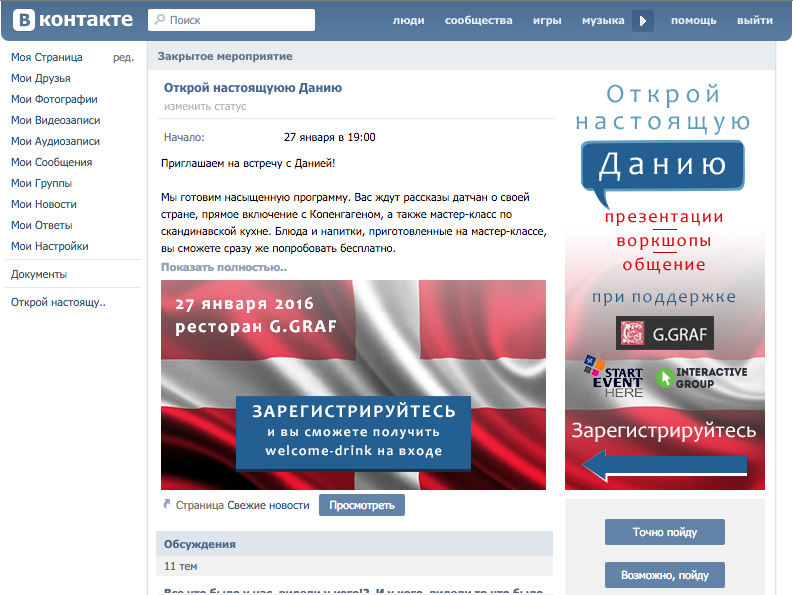 В контакте
Поиск
люди сообщества игры музыка помощь выйти
Моя Страница ред.
Мои Друзья
Мои Фотографии
Мои Видеозаписи
Мои Аудиозаписи
Мои Сообщения
Мои Группы
Мои Новости
Мои Ответы
Мои Настройки
Документы
Открой настоящу..
Закрытое мероприятие
Открой настоящуюю Данию
изменить статус
Начало: 27 января в 19:00
Приглашаем на встречу с Данией!
Мы готовим насыщенную программу. Вас ждут рассказы датчан о своей
стране, прямое включение с Копенгагеном, а также мастер-класс по
скандинавской кухне. Блюда и напитки, приготовленные на мастер-классе,
вы сможете сразу же попробовать бесплатно.
Показать полностью..
27 января 2016
ресторан G.GRAF
ЗАРЕГИСТРИРУЙТЕСЬ
и вы сможете получить
welcome-drink на входе
Страница Свежие новости Просмотреть
Обсуждения
11 тем
Открой
настоящую
Данию
презентации
воркшопы
общение
при поддержке
G.GRAF
START
EVENT
HERE
INTERACTIVE
GROUP
Зарегистрируйтесь
Точно пойду
Возможно, пойду